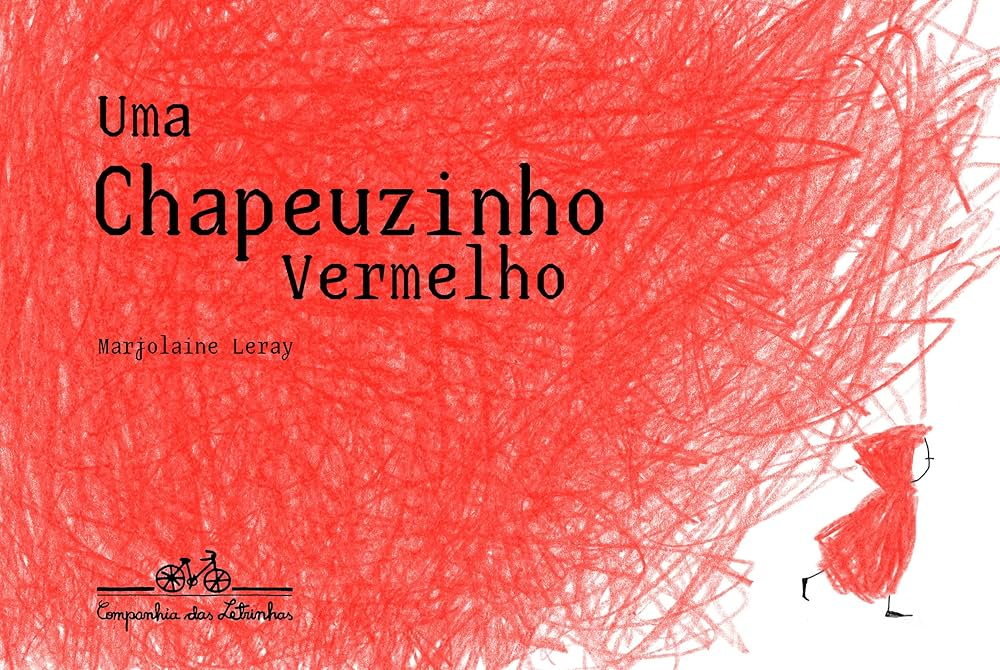 Uma
Chapeuzinho
Vermelho
Marjolaine Leray
Companhia das Letrinhas